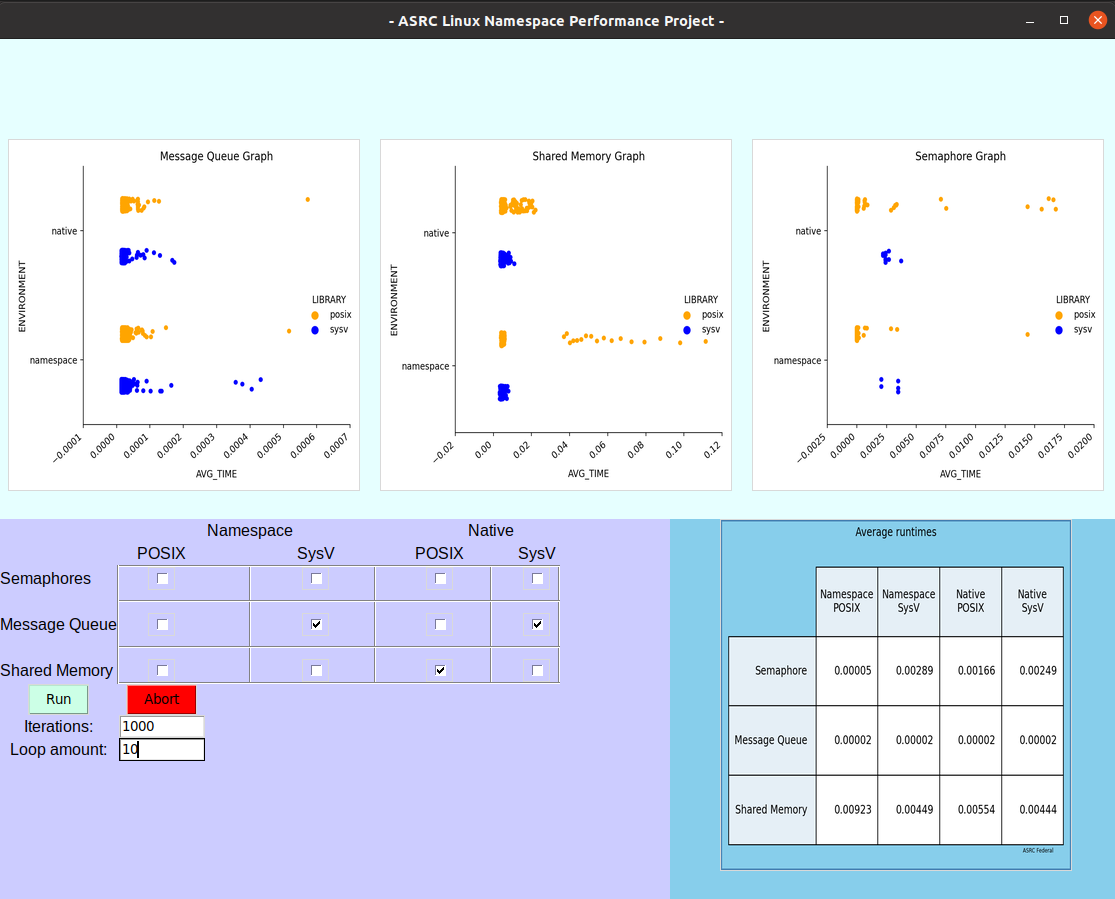 - ASRC Linux Namespace Performance Project -
Message Queue Graph
ENVIRONMENT
native
namespace
LIBRARY
posix
sysv
−0.0001 0.0000 0.0001 0.0002 0.0003 0.0004 0.0005 0.0006 0.0007
AVG_TIME
Shared Memory Graph
ENVIRONMENT
native
namespace
LIBRARY
posix
sysv
−0.02 0.00 0.02 0.04 0.06 0.08 0.10 0.12
AVG_TIME
Semaphore Graph
ENVIRONMENT
native
namespace
LIBRARY
posix
sysv
−0.0025 0.0000 0.0025 0.0050 0.0075 0.0100 0.0125 0.0150 0.0175 0.0200
AVG_TIME
Namespace Native
POSIX SysV POSIX SysV
Semaphores
Message Queue
Shared Memory
Run Abort
Iterations: 1000
Loop amount: 10
Average runtimes
Namespace POSIX Namespace SysV Native POSIX Native SysV
Semaphore 0.00005 0.00289 0.00166 0.00249
Message Queue 0.00002 0.00002 0.00002 0.00002
Shared Memory 0.00923 0.00449 0.00554 0.00444
ASRC Federal